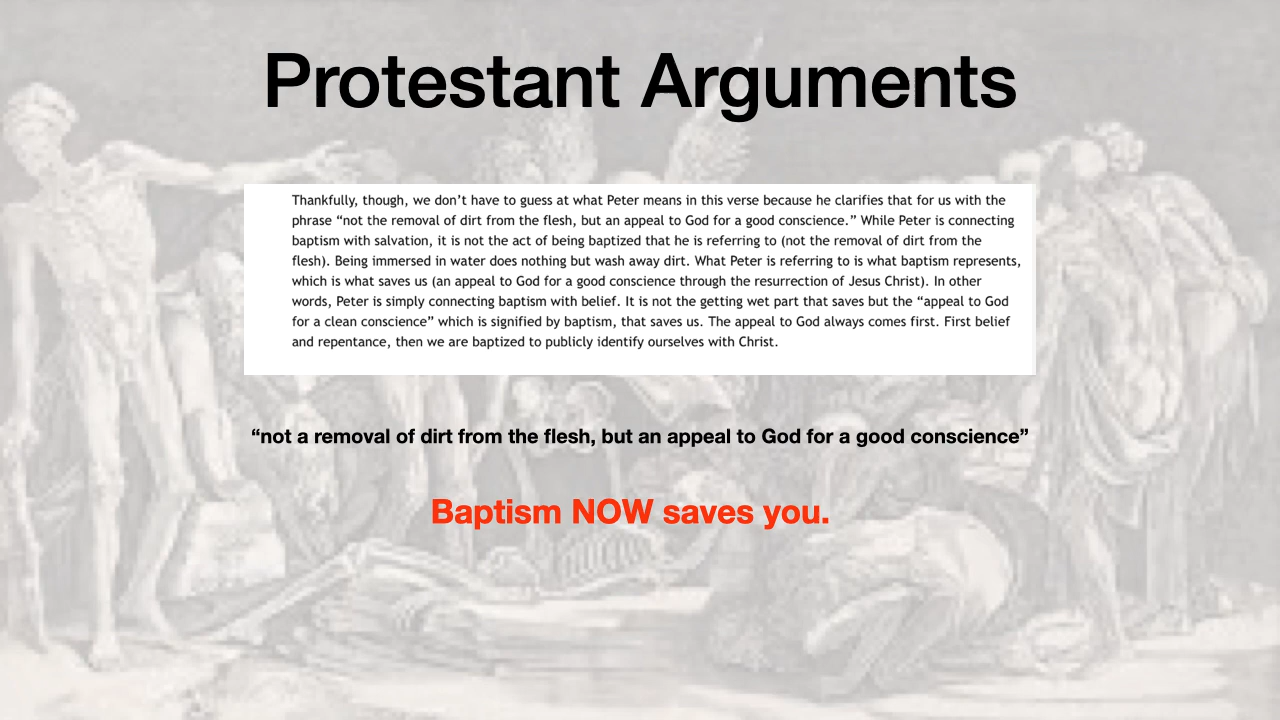 Protestant Arguments
Thankfully, though, we don’t have to guess at what Peter means in this verse because he clarifies that for us with the
phrase “not the removal of dirt from the flesh, but an appeal to God for a good conscience.” While Peter is connecting
baptism with salvation, it is not the act of being baptized that he is referring to (not the removal of dirt from the
flesh). Being immersed in water does nothing but wash away dirt. What Peter is referring to is what baptism represents,
which is what saves us (an appeal to God for a good conscience through the resurrection of Jesus Christ). In other
words, Peter is simply connecting baptism with belief. It is not the getting wet part that saves but the “appeal to God
for a clean conscience” which is signified by baptism, that saves us. The appeal to God always comes first. First belief
and repentance, then we are baptized to publicly identify ourselves with Christ.
“not a removal of dirt from the flesh, but an appeal to God for a good conscience”
Baptism NOW saves you.